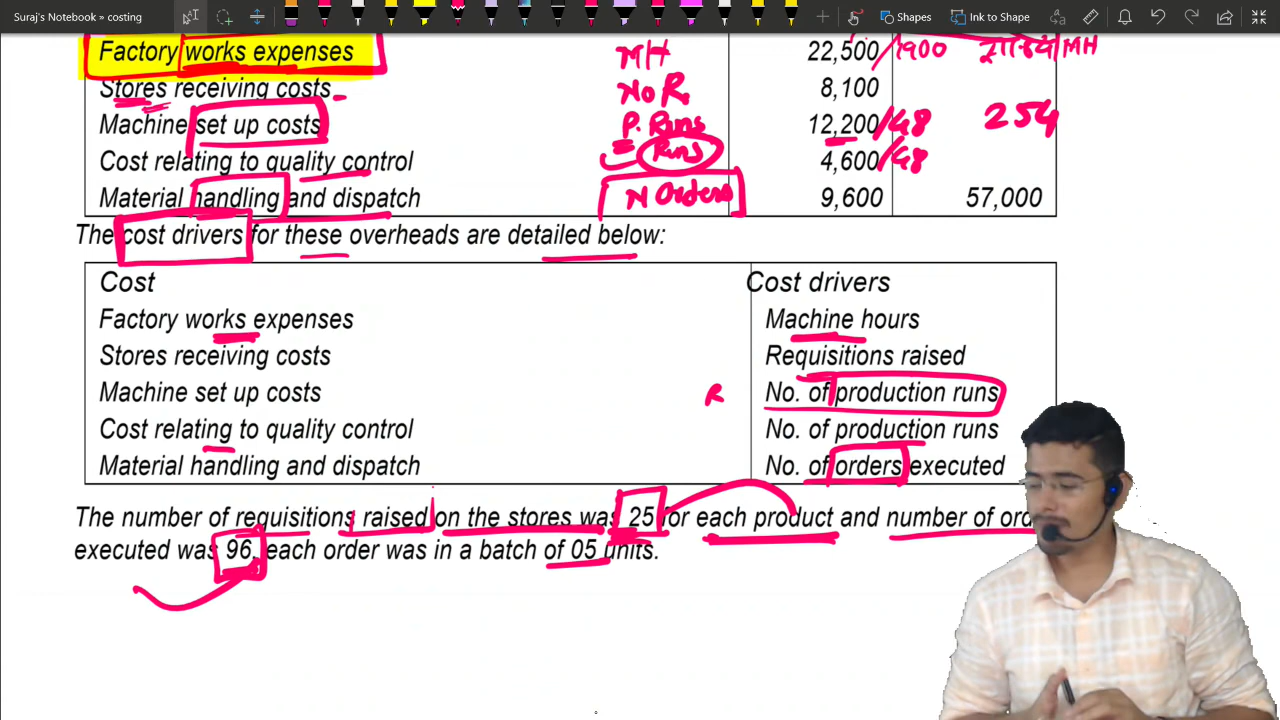 Suraj's Notebook » costing
Shapes
Ink to Shape
Factory works expenses MH 22,500 /1900 /MH
Stores receiving costs No R 8,100
Machine set up costs P. Runs 12,200 /48 254
Cost relating to quality control Runs 4,600 /48
Material handling and dispatch N Orders 9,600 57,000
The cost drivers for these overheads are detailed below:
Cost Cost drivers
Factory works expenses Machine hours
Stores receiving costs Requisitions raised
Machine set up costs R No. of production runs
Cost relating to quality control No. of production runs
Material handling and dispatch No. of orders executed
The number of requisitions raised on the stores was 25 for each product and number of ord
executed was 96, each order was in a batch of 05 units.